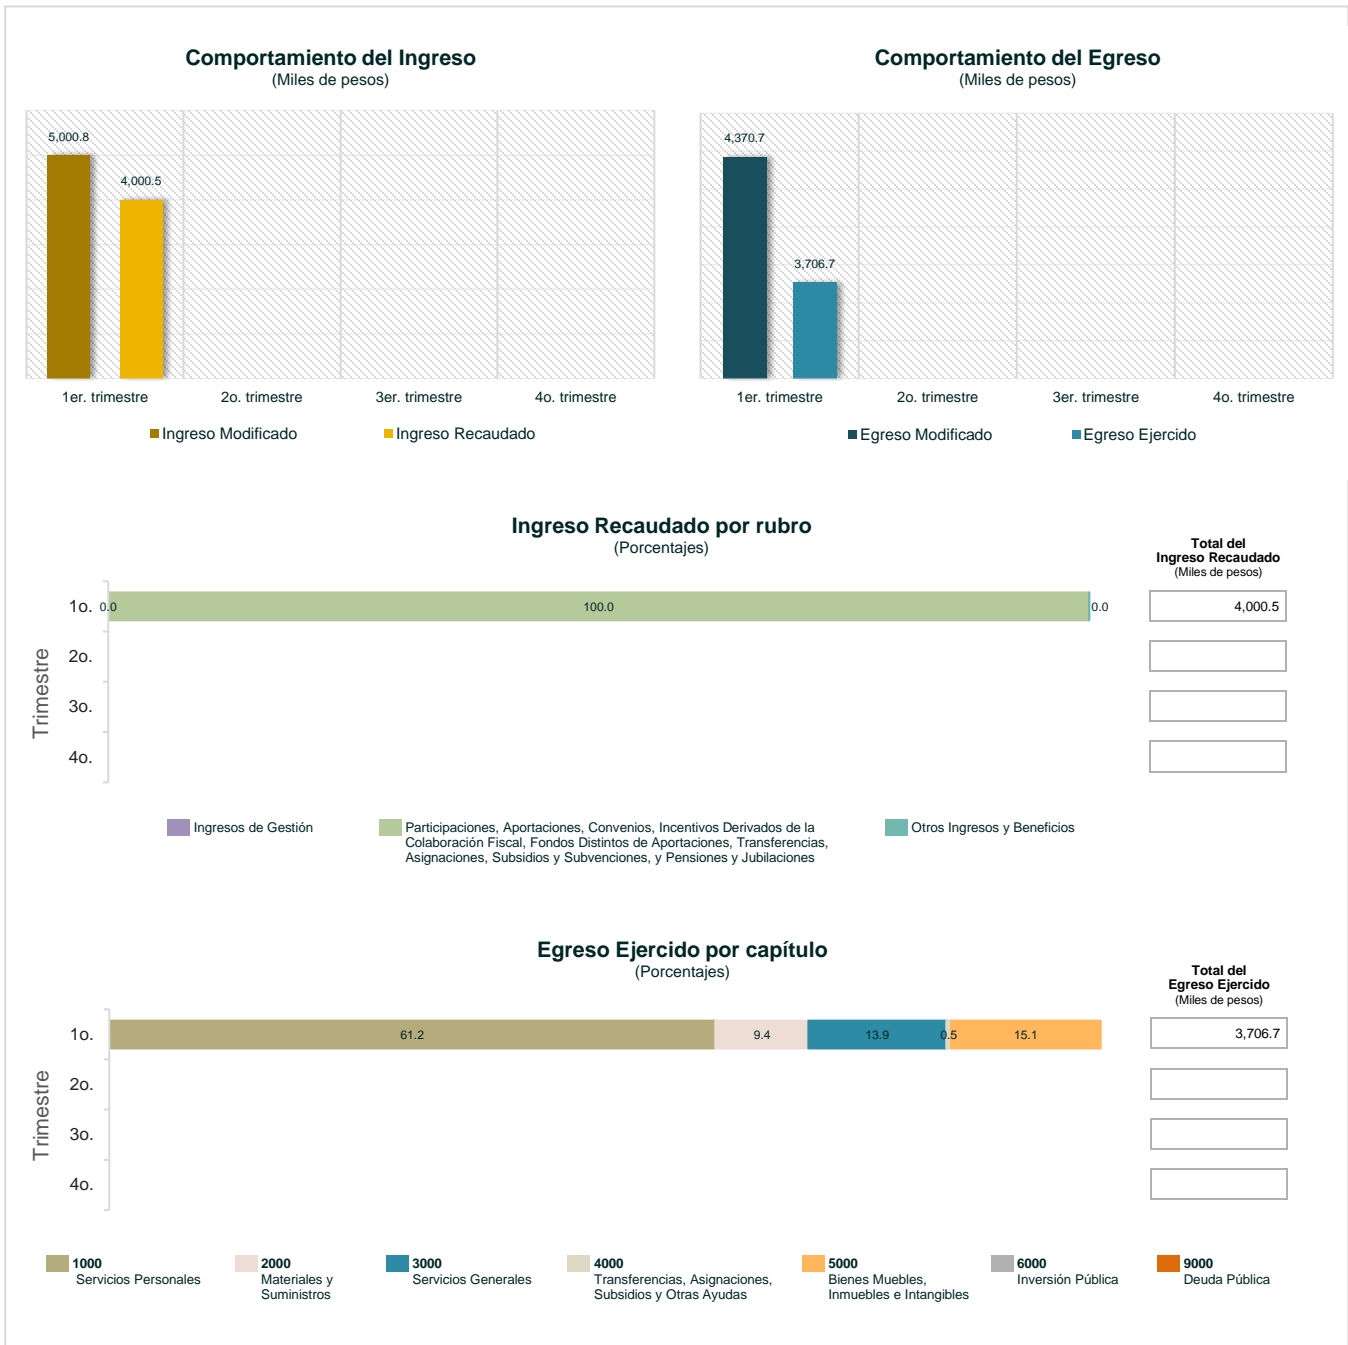 Comportamiento del Ingreso
(Miles de pesos)
5,000.8
4,000.5
1er. trimestre
2o. trimestre
3er. trimestre
4o. trimestre
Ingreso Modificado
Ingreso Recaudado
Comportamiento del Egreso
(Miles de pesos)
4,370.7
3,706.7
1er. trimestre
2o. trimestre
3er. trimestre
4o. trimestre
Egreso Modificado
Egreso Ejercido
Ingreso Recaudado por rubro
(Porcentajes)
Total del
Ingreso Recaudado
(Miles de pesos)
Trimestre
1o.
0.0
100.0
0.0
4,000.5
2o.
3o.
4o.
Ingresos de Gestión
Participaciones, Aportaciones, Convenios, Incentivos Derivados de la
Colaboración Fiscal, Fondos Distintos de Aportaciones, Transferencias,
Asignaciones, Subsidios y Subvenciones, y Pensiones y Jubilaciones
Otros Ingresos y Beneficios
Egreso Ejercido por capítulo
(Porcentajes)
Total del
Egreso Ejercido
(Miles de pesos)
Trimestre
1o.
61.2
9.4
13.9
0.5
15.1
3,706.7
2o.
3o.
4o.
1000
Servicios Personales
2000
Materiales y
Suministros
3000
Servicios Generales
4000
Transferencias, Asignaciones,
Subsidios y Otras Ayudas
5000
Bienes Muebles,
Inmuebles e Intangibles
6000
Inversión Pública
9000
Deuda Pública